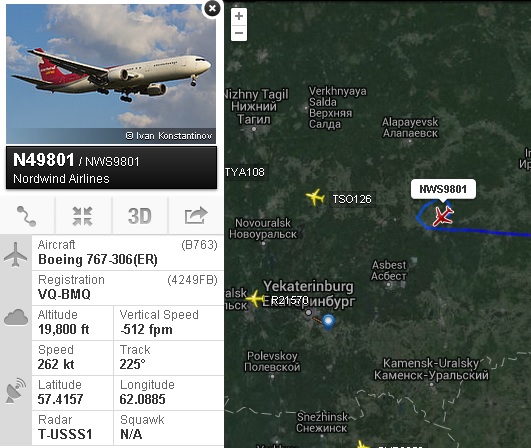 © Ivan Konstantinov
N49801 / NWS9801
Nordwind Airlines
3D
Aircraft (B763)
Boeing 767-306(ER)
Registration (4249FB)
VQ-BMQ
Altitude Vertical Speed
19,800 ft -512 fpm
Speed Track
262 kt 225°
Latitude Longitude
57.4157 62.0885
Radar Squawk
T-USSS1 N/A
+
-
Nizhny Tagil
Нижний
Тагил
Verkhnyaya
Salda
Верхняя
Салда
Alapayevsk
Алапаевск
TYA108
TSO126
NWS9801
Novouralsk
Новоуральск
Asbest
Асбест
Yekaterinburg
R21570
Polevskoy
Полевской
Kamensk-Uralsky
Каменск-Уральский
Snezhinsk
Снежинск